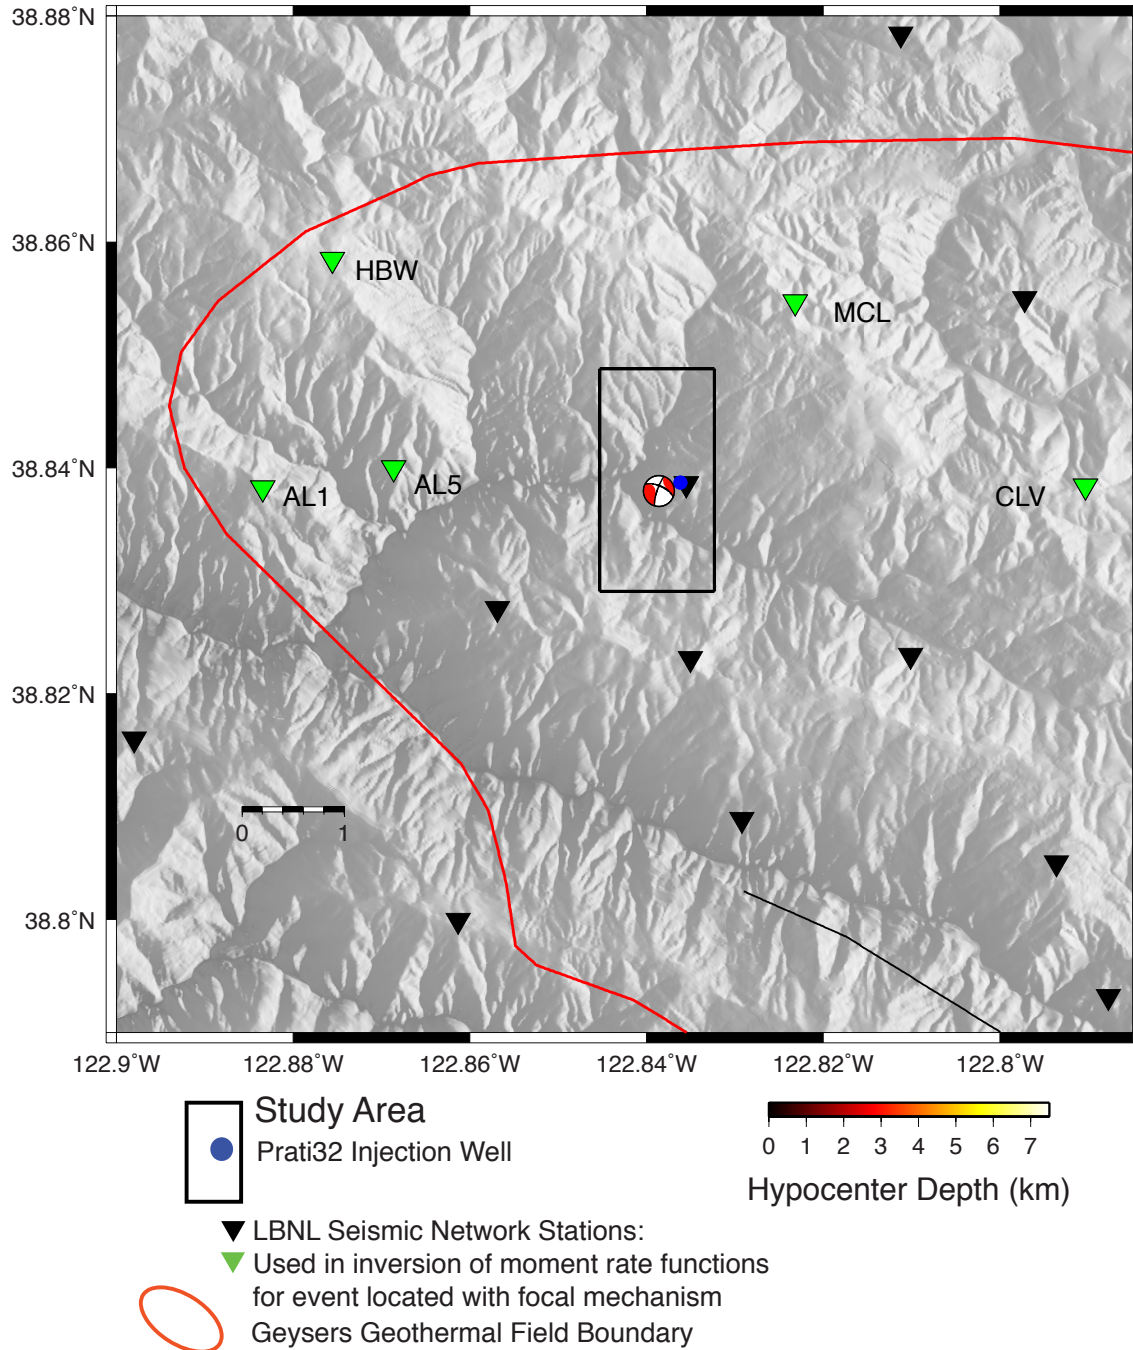 38.88°N
38.86°N
HBW
MCL
38.84°N
AL1
AL5
CLV
38.82°N
0
1
38.8°N
122.9°W
122.88°W
122.86°W
122.84°W
122.82°W
122.8°W
Study Area
Prati32 Injection Well
0 1 2 3 4 5 6 7
Hypocenter Depth (km)
LBNL Seismic Network Stations:
Used in inversion of moment rate functions
for event located with focal mechanism
Geysers Geothermal Field Boundary